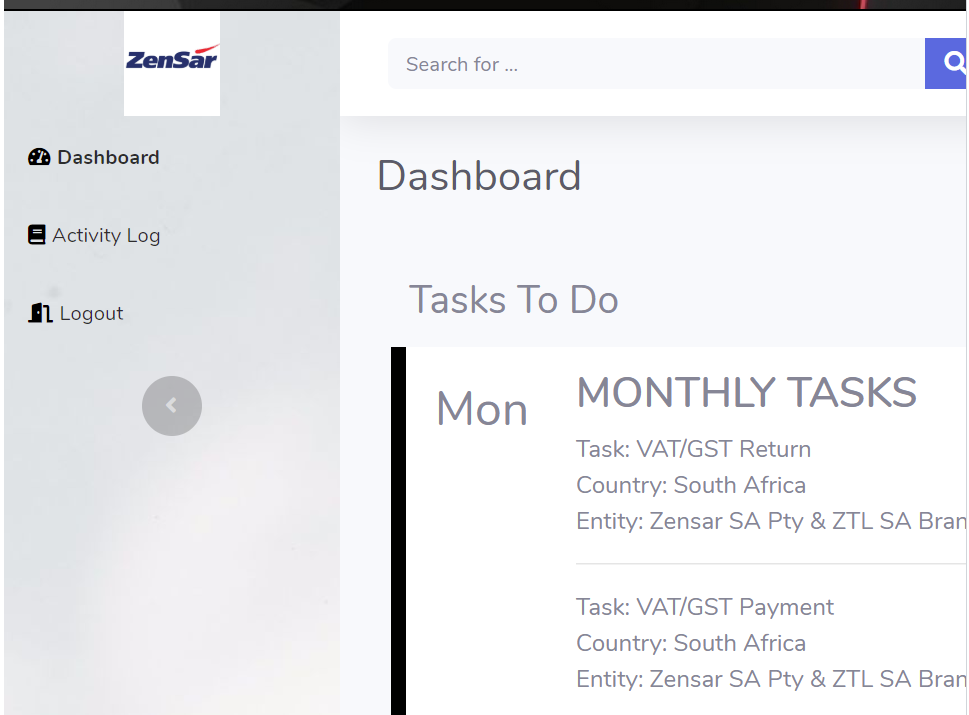 ZenSar
Search for ...
Dashboard
Activity Log
Logout
Dashboard
Tasks To Do
Mon
MONTHLY TASKS
Task: VAT/GST Return
Country: South Africa
Entity: Zensar SA Pty & ZTL SA Bran
Task: VAT/GST Payment
Country: South Africa
Entity: Zensar SA Pty & ZTL SA Bran